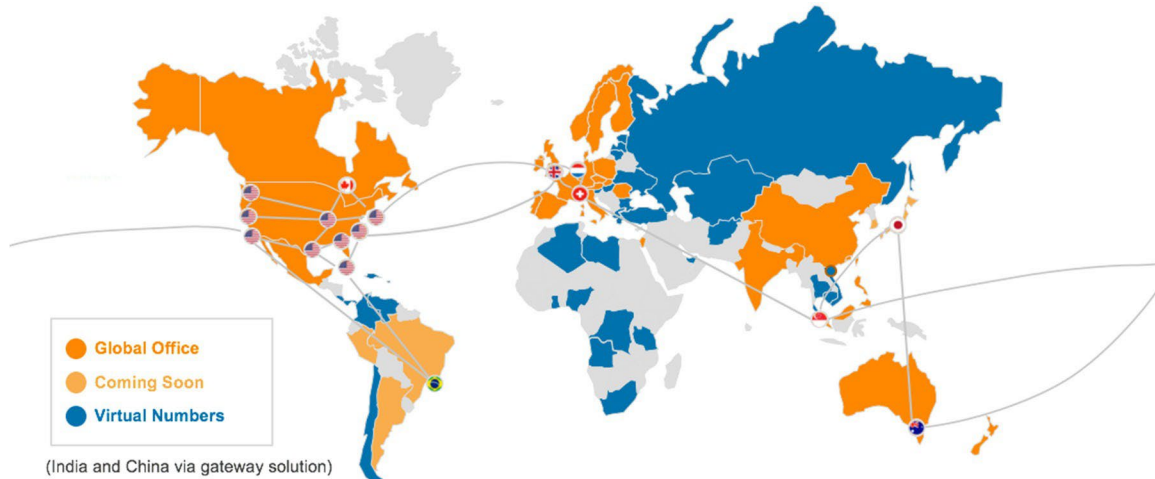 Global Office
Coming Soon
Virtual Numbers
(India and China via gateway solution)